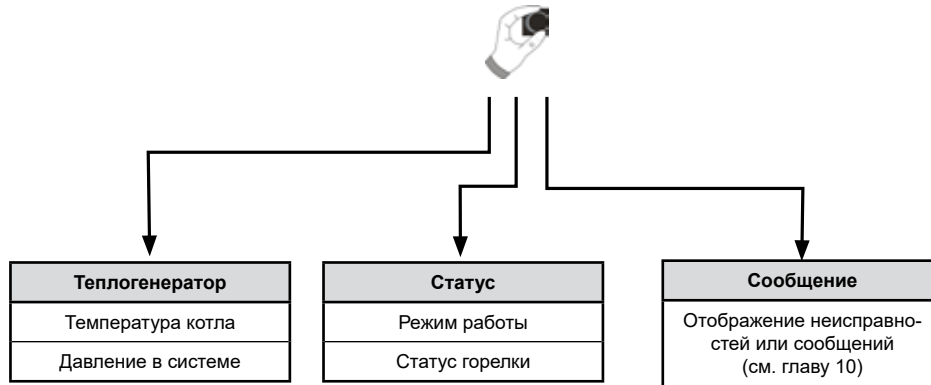 Теплогенератор
Температура котла
Давление в системе
Статус
Режим работы
Статус горелки
Сообщение
Отображение неисправно-
стей или сообщений
(см. главу 10)